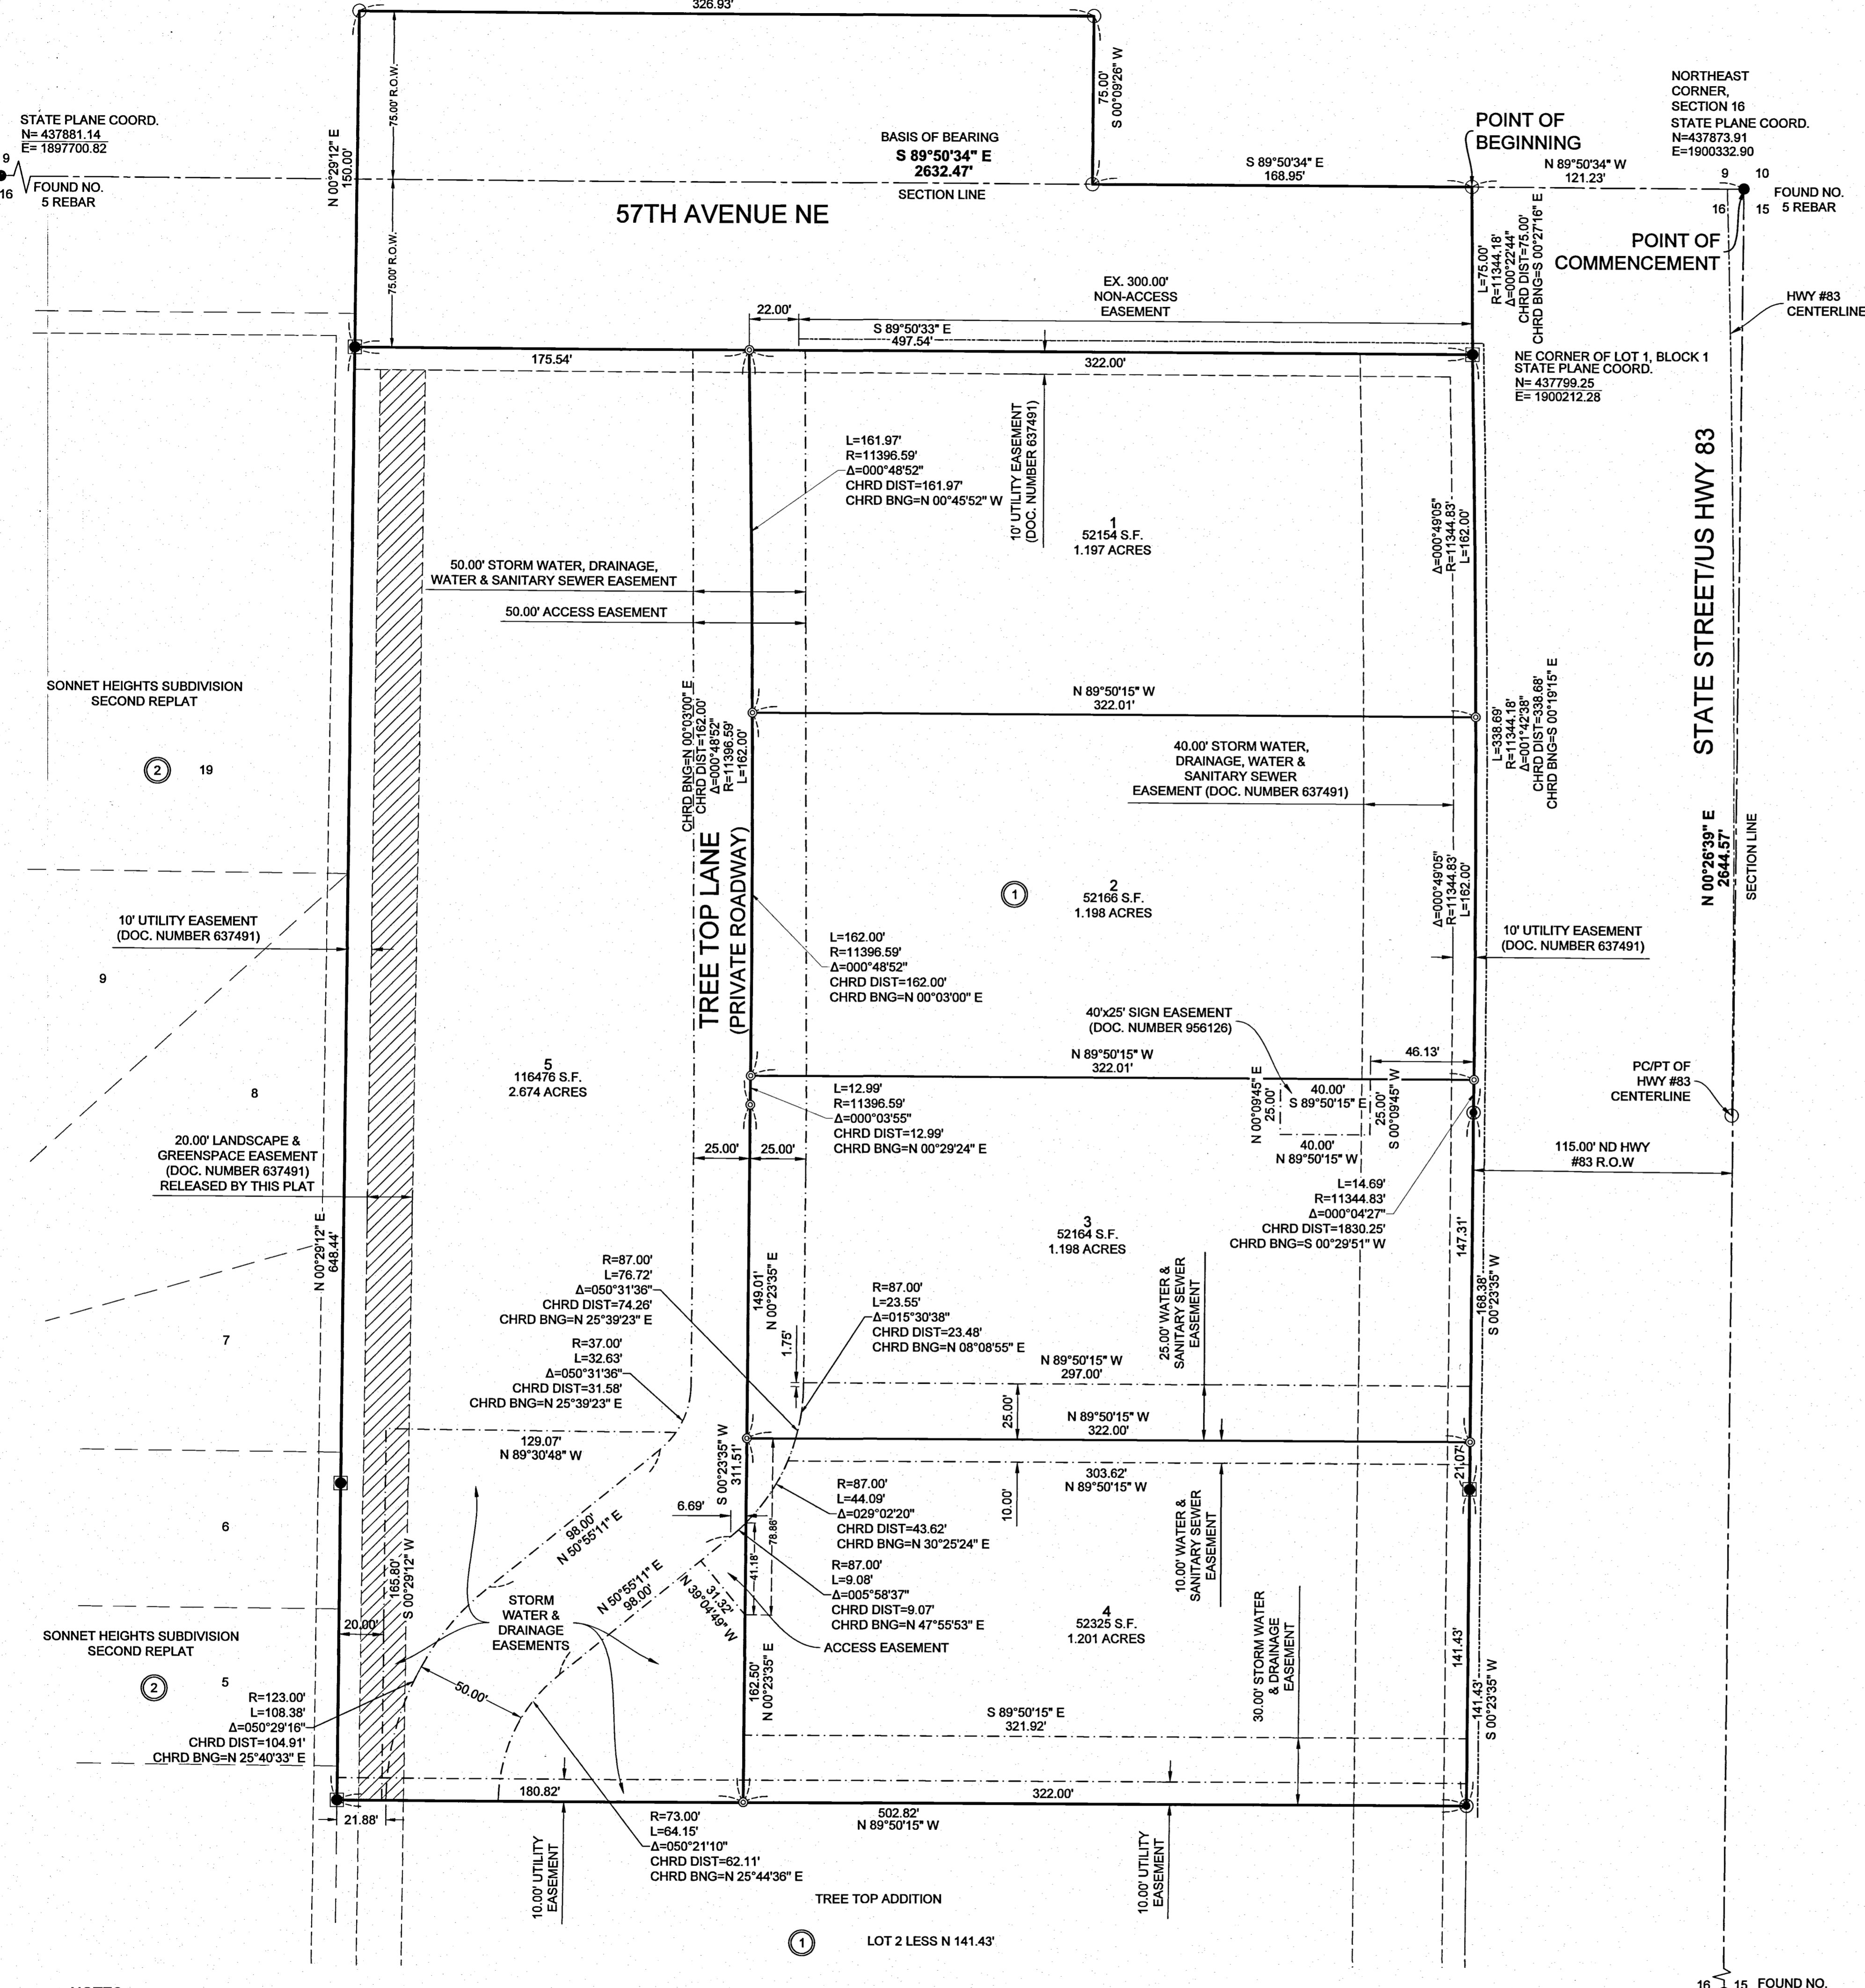 326.93'
STATE PLANE COORD.
N= 437881.14
E= 1897700.82
9
16
FOUND NO.
5 REBAR
N 00°29'12" E
150.00'
75.00' R.O.W.
75.00' R.O.W.
BASIS OF BEARING
S 89°50'34" E
2632.47'
SECTION LINE
57TH AVENUE NE
75.00'
S 00°09'26" W
S 89°50'34" E
168.95'
POINT OF
BEGINNING
N 89°50'34" W
121.23'
NORTHEAST
CORNER,
SECTION 16
STATE PLANE COORD.
N=437873.91
E=1900332.90
9
10
16
15
FOUND NO.
5 REBAR
POINT OF
COMMENCEMENT
HWY #83
CENTERLINE
L=75.00'
R=11344.18'
Δ=000°22'44"
CHRD DIST=75.00'
CHRD BNG=S 00°27'16" E
EX. 300.00'
NON-ACCESS
EASEMENT
22.00'
S 89°50'33" E
497.54'
175.54'
322.00'
NE CORNER OF LOT 1, BLOCK 1
STATE PLANE COORD.
N= 437799.25
E= 1900212.28
10' UTILITY EASEMENT
(DOC. NUMBER 637491)
L=161.97'
R=11396.59'
Δ=000°48'52"
CHRD DIST=161.97'
CHRD BNG=N 00°45'52" W
1
52154 S.F.
1.197 ACRES
Δ=000°49'05"
R=11344.83'
L=162.00'
STATE STREET/US HWY 83
50.00' STORM WATER, DRAINAGE,
WATER & SANITARY SEWER EASEMENT
50.00' ACCESS EASEMENT
SONNET HEIGHTS SUBDIVISION
SECOND REPLAT
2
19
CHRD BNG=N 00°03'00" E
CHRD DIST=162.00'
Δ=000°48'52"
R=11396.59'
L=162.00'
N 89°50'15" W
322.01'
40.00' STORM WATER,
DRAINAGE, WATER &
SANITARY SEWER
EASEMENT (DOC. NUMBER 637491)
L=338.69'
R=11344.18'
Δ=001°42'38"
CHRD DIST=338.68'
CHRD BNG=S 00°19'15" E
N 00°26'39" E
2644.57'
SECTION LINE
TREE TOP LANE
(PRIVATE ROADWAY)
1
2
52166 S.F.
1.198 ACRES
Δ=000°49'05"
R=11344.83'
L=162.00'
10' UTILITY EASEMENT
(DOC. NUMBER 637491)
10' UTILITY EASEMENT
(DOC. NUMBER 637491)
9
L=162.00'
R=11396.59'
Δ=000°48'52"
CHRD DIST=162.00'
CHRD BNG=N 00°03'00" E
40'x25' SIGN EASEMENT
(DOC. NUMBER 956126)
N 89°50'15" W
322.01'
46.13'
5
116476 S.F.
2.674 ACRES
L=12.99'
R=11396.59'
Δ=000°03'55"
CHRD DIST=12.99'
CHRD BNG=N 00°29'24" E
N 00°09'45" E
25.00'
40.00'
S 89°50'15" E
25.00'
S 00°09'45" W
40.00'
N 89°50'15" W
PC/PT OF
HWY #83
CENTERLINE
8
25.00'
25.00'
115.00' ND HWY
#83 R.O.W
20.00' LANDSCAPE &
GREENSPACE EASEMENT
(DOC. NUMBER 637491)
RELEASED BY THIS PLAT
L=14.69'
R=11344.83'
Δ=000°04'27"
CHRD DIST=1830.25'
CHRD BNG=S 00°29'51" W
N 00°29'12" E
648.44'
3
52164 S.F.
1.198 ACRES
147.31'
168.38'
S 00°23'35" W
R=87.00'
L=76.72'
Δ=050°31'36"
CHRD DIST=74.26'
CHRD BNG=N 25°39'23" E
149.01'
N 00°23'35" E
R=87.00'
L=23.55'
Δ=015°30'38"
CHRD DIST=23.48'
CHRD BNG=N 08°08'55" E
25.00' WATER &
SANITARY SEWER
EASEMENT
7
R=37.00'
L=32.63'
Δ=050°31'36"
CHRD DIST=31.58'
CHRD BNG=N 25°39'23" E
1.75'
N 89°50'15" W
297.00'
25.00'
N 89°50'15" W
322.00'
129.07'
N 89°30'48" W
S 00°23'35" W
311.51'
303.62'
N 89°50'15" W
21.07'
10.00'
6
98.00'
N 50°55'11" E
6.69'
78.86'
41.18'
R=87.00'
L=44.09'
Δ=029°02'20"
CHRD DIST=43.62'
CHRD BNG=N 30°25'24" E
10.00' WATER &
SANITARY SEWER
EASEMENT
165.80'
S 00°29'12" W
N 50°55'11" E
98.00'
31.32'
N 39°04'49" W
R=87.00'
L=9.08'
Δ=005°58'37"
CHRD DIST=9.07'
CHRD BNG=N 47°55'53" E
STORM
WATER &
DRAINAGE
EASEMENTS
ACCESS EASEMENT
4
52325 S.F.
1.201 ACRES
30.00' STORM WATER
& DRAINAGE
EASEMENT
141.43'
141.43'
S 00°23'35" W
20.00'
SONNET HEIGHTS SUBDIVISION
SECOND REPLAT
2
5
R=123.00'
L=108.38'
Δ=050°29'16"
CHRD DIST=104.91'
CHRD BNG=N 25°40'33" E
50.00'
162.50'
N 00°23'35" E
S 89°50'15" E
321.92'
180.82'
322.00'
21.88'
502.82'
N 89°50'15" W
R=73.00'
L=64.15'
Δ=050°21'10"
CHRD DIST=62.11'
CHRD BNG=N 25°44'36" E
10.00' UTILITY
EASEMENT
10.00' UTILITY
EASEMENT
TREE TOP ADDITION
1
LOT 2 LESS N 141.43'
16
15
FOUND NO.